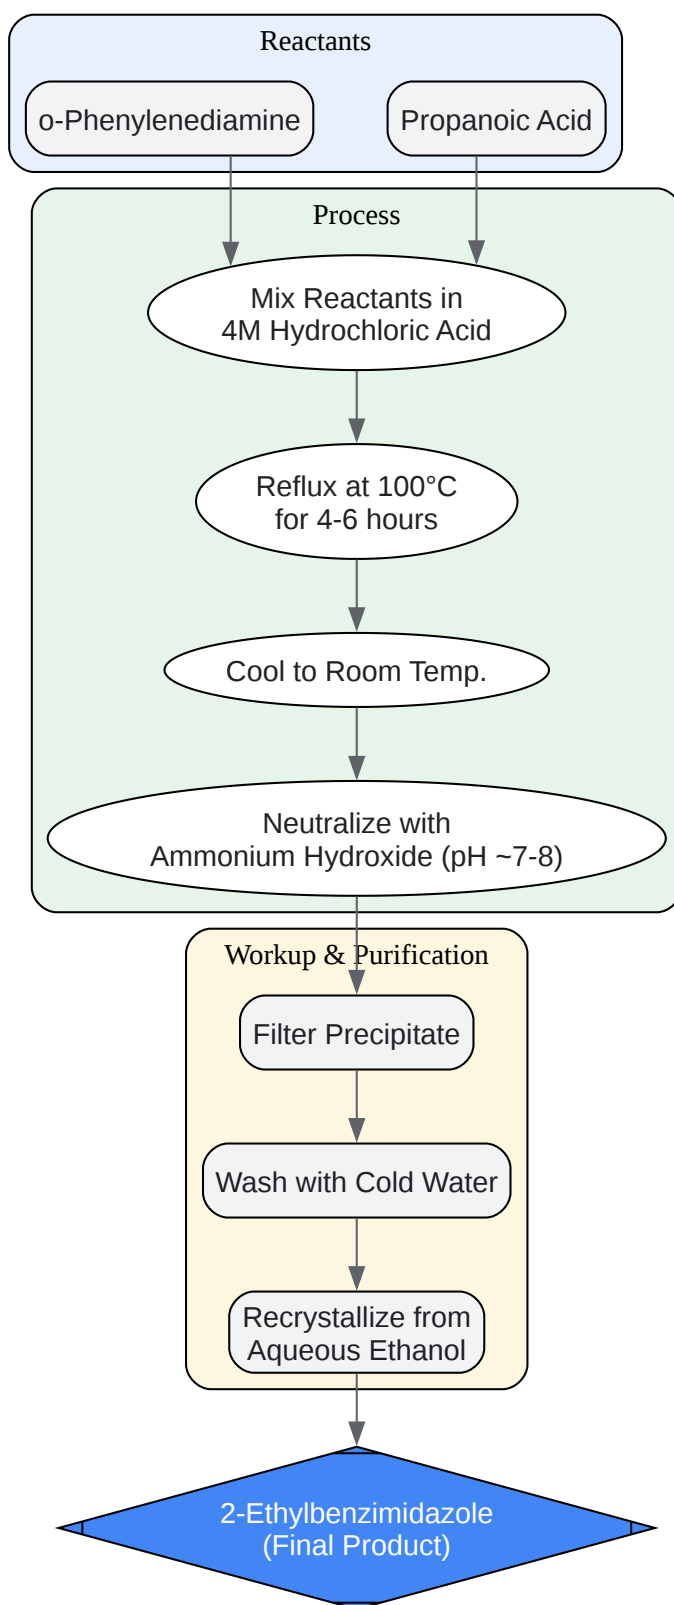 Reactants
o-Phenylenediamine
Propanoic Acid
Process
Mix Reactants in
4M Hydrochloric Acid
Reflux at 100°C
for 4-6 hours
Cool to Room Temp.
Neutralize with
Ammonium Hydroxide (pH ~7-8)
Workup & Purification
Filter Precipitate
Wash with Cold Water
Recrystallize from
Aqueous Ethanol
2-Ethylbenzimidazole
(Final Product)